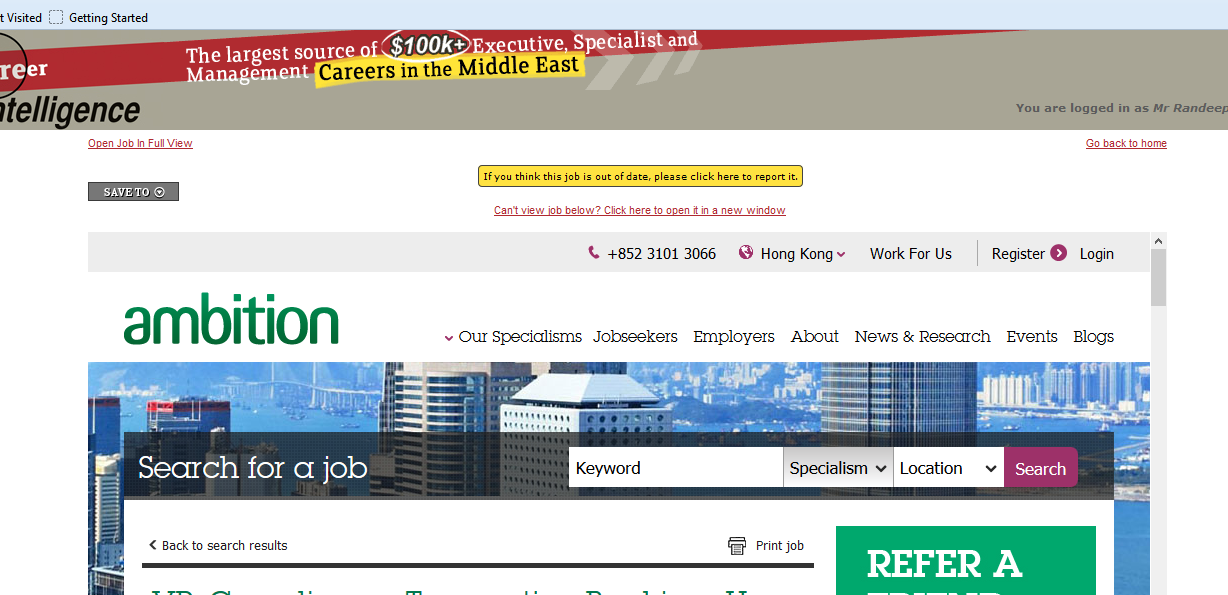 t Visited Getting Started
The largest source of $100k+ Executive, Specialist and
Management Careers in the Middle East
reer
ntelligence
You are logged in as Mr Randeep
Open Job In Full View
Go back to home
If you think this job is out of date, please click here to report it.
SAVE TO
Can't view job below? Click here to open it in a new window
+852 3101 3066 Hong Kong Work For Us Register Login
ambition
Our Specialisms Jobseekers Employers About News & Research Events Blogs
Search for a job Keyword Specialism Location Search
Back to search results Print job
REFER A